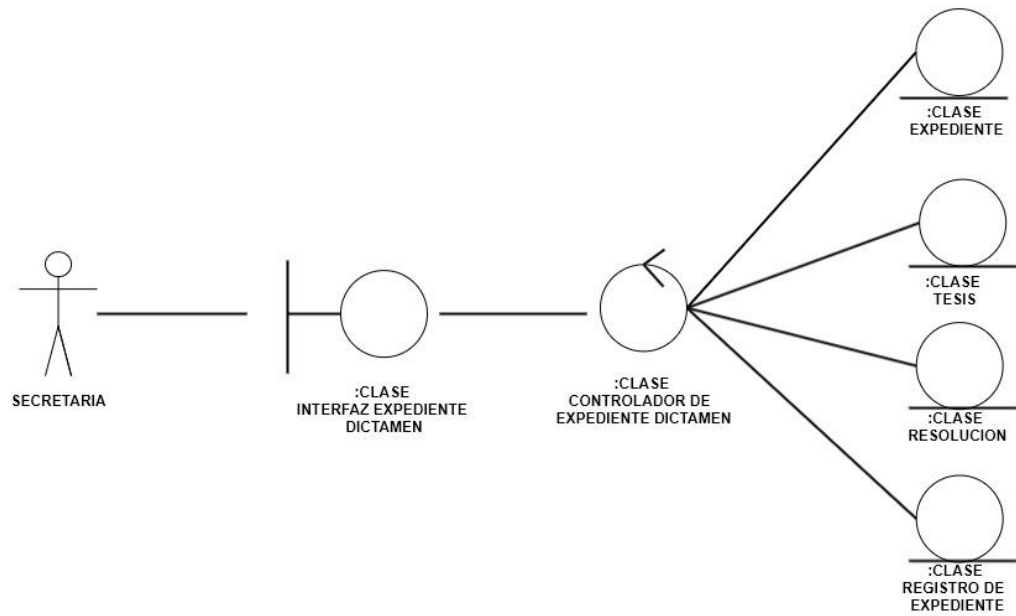 :CLASE
EXPEDIENTE
:CLASE
TESIS
SECRETARIA
:CLASE
INTERFAZ EXPEDIENTE
DICTAMEN
:CLASE
CONTROLADOR DE
EXPEDIENTE DICTAMEN
:CLASE
RESOLUCION
:CLASE
REGISTRO DE
EXPEDIENTE